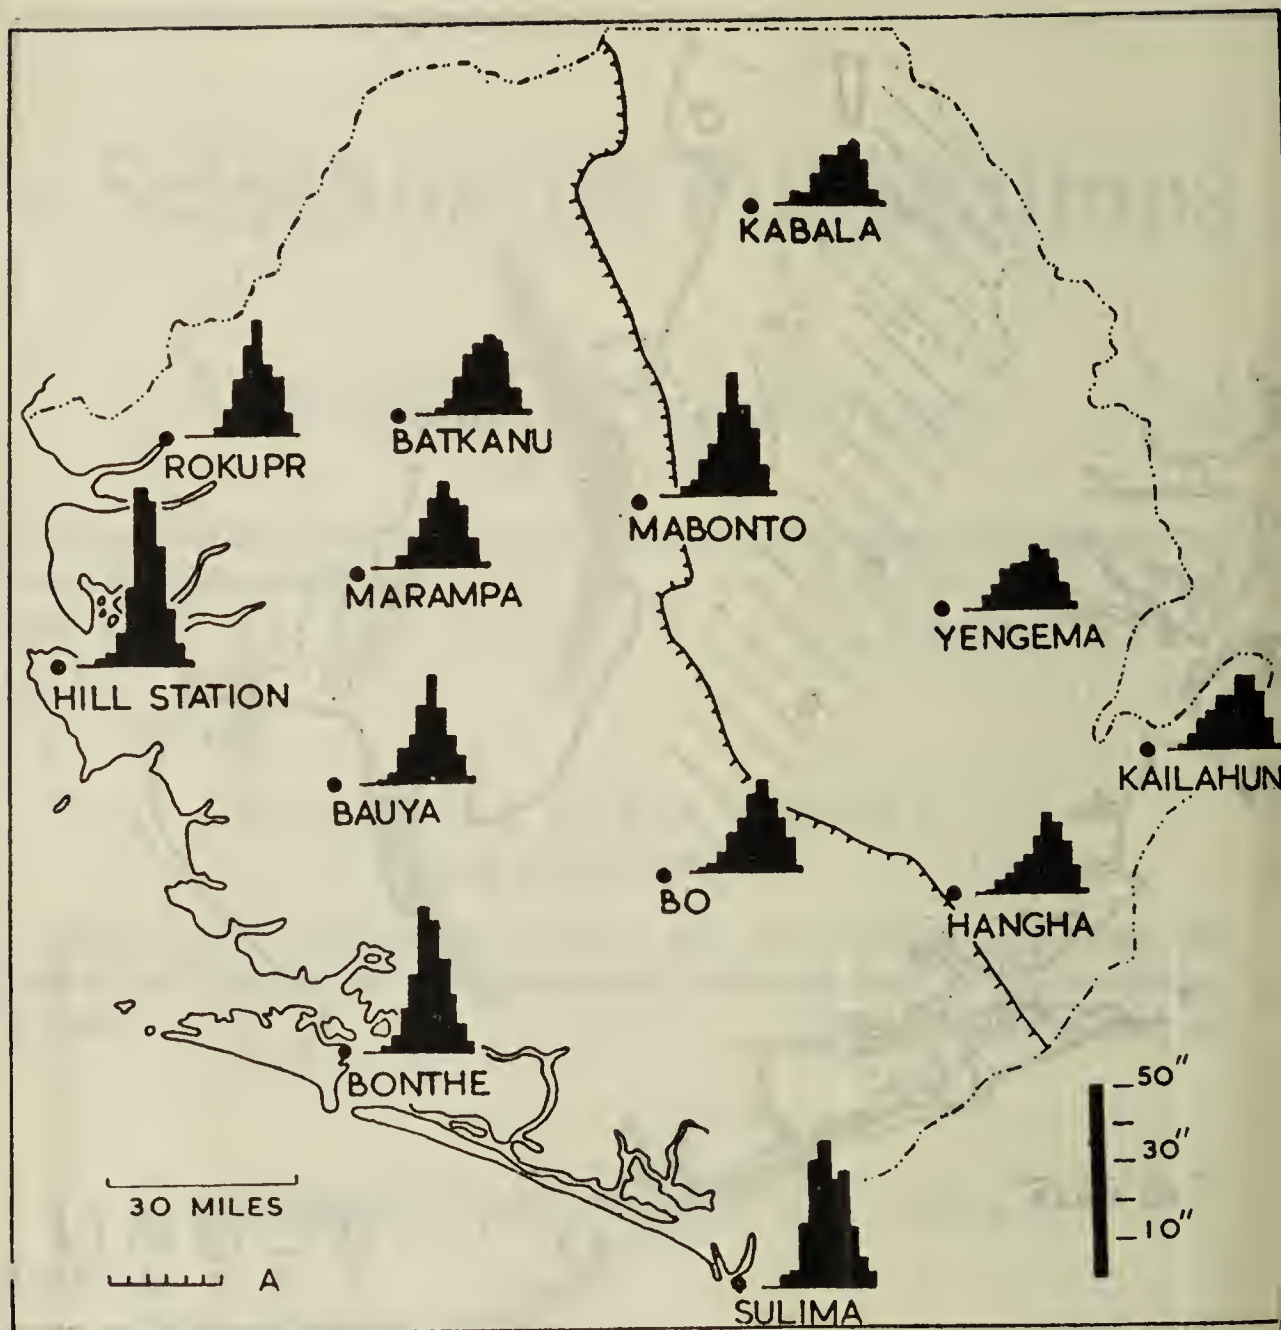 KABALA
ROKUPR
BATKANU
MABONTO
MARAMPA
YENGEMA
HILL STATION
KAILAHUN
BAUYA
BO
HANGHA
BONTHE
50"
30"
10"
30 MILES
A
SULIMA